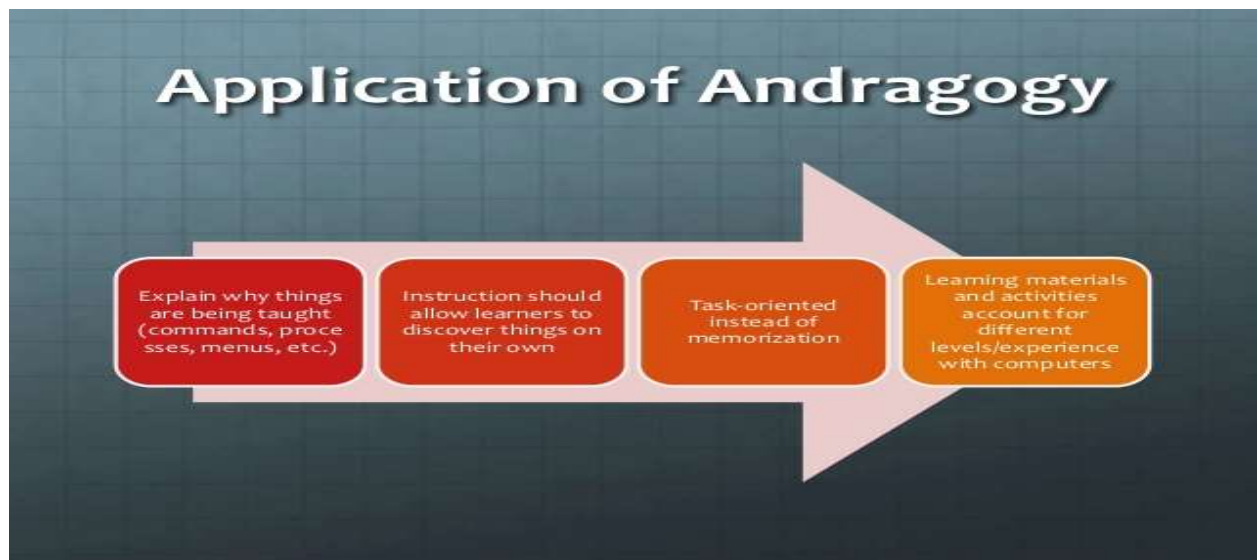 Application of Andragogy
Explain why things
are being taught
(commands, proce
sses, menus, etc.)
Instruction should
allow learners to
discover things on
their own
Task-oriented
instead of
memorization
Learning materials
and activities
account for
different
levels/experience
with computers